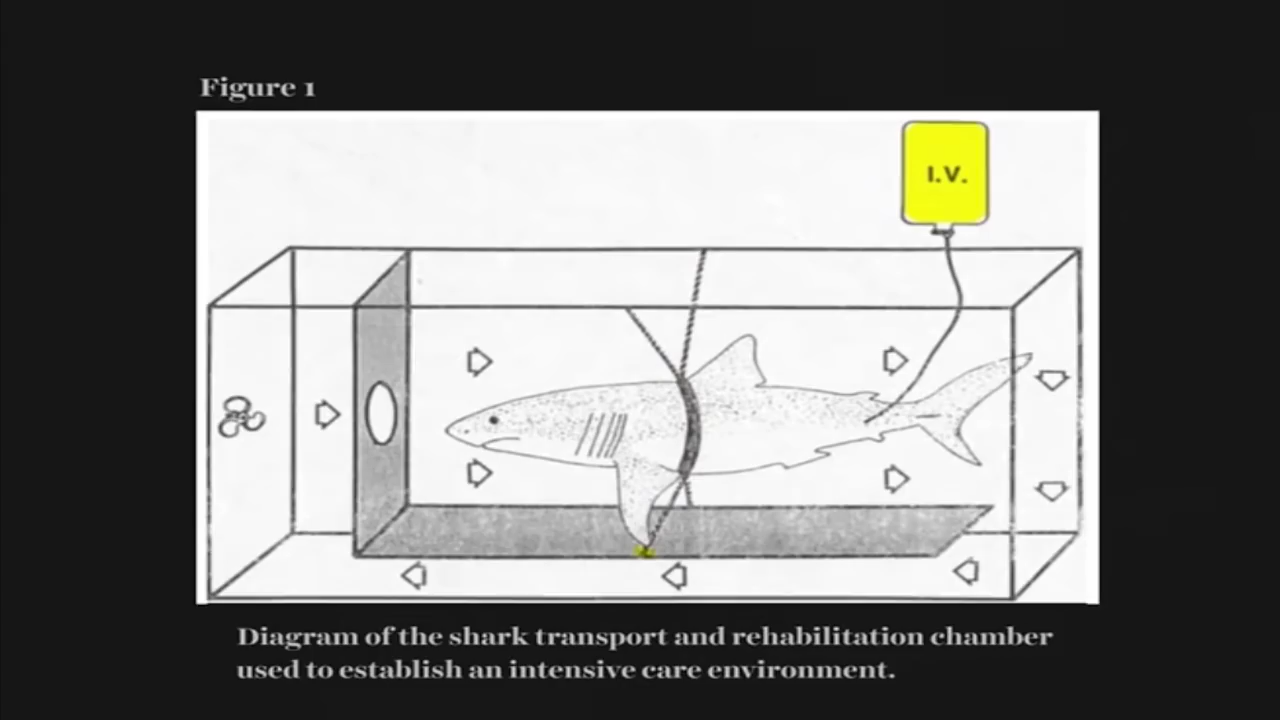 Figure 1
I.V.
Diagram of the shark transport and rehabilitation chamber
used to establish an intensive care environment.